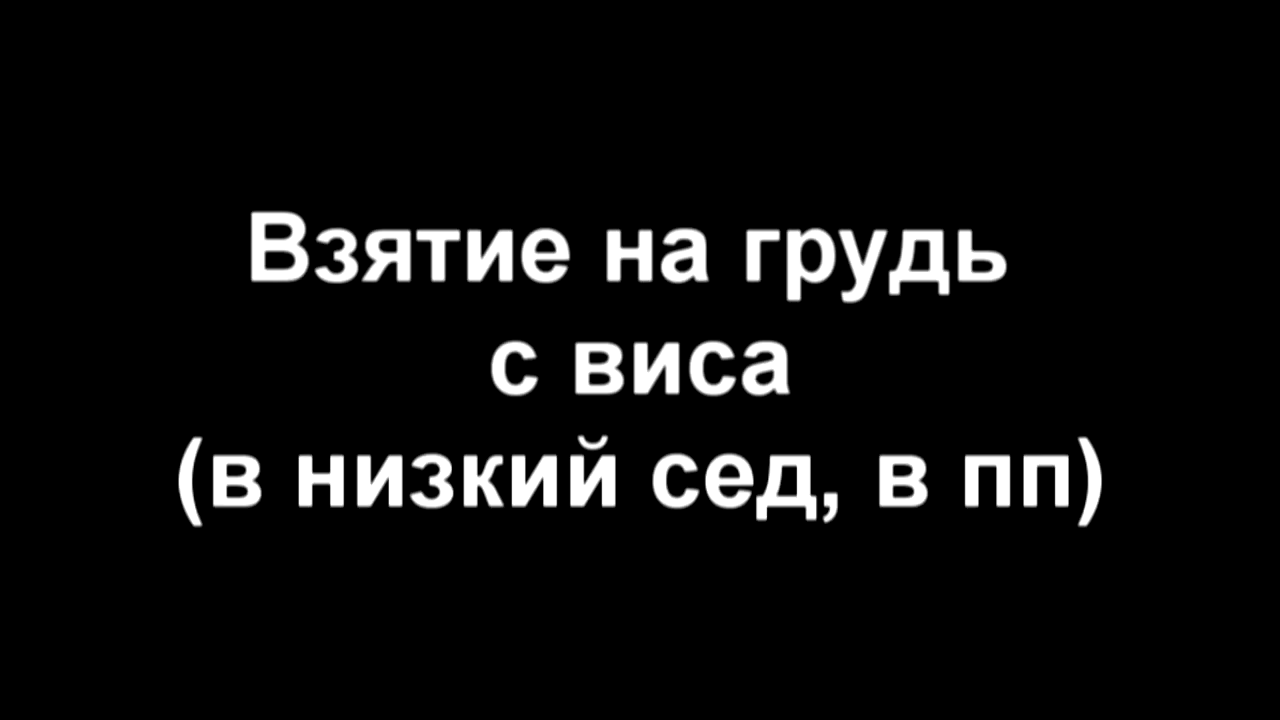 Взятие на грудь
с виса
(в низкий сед, в пп)